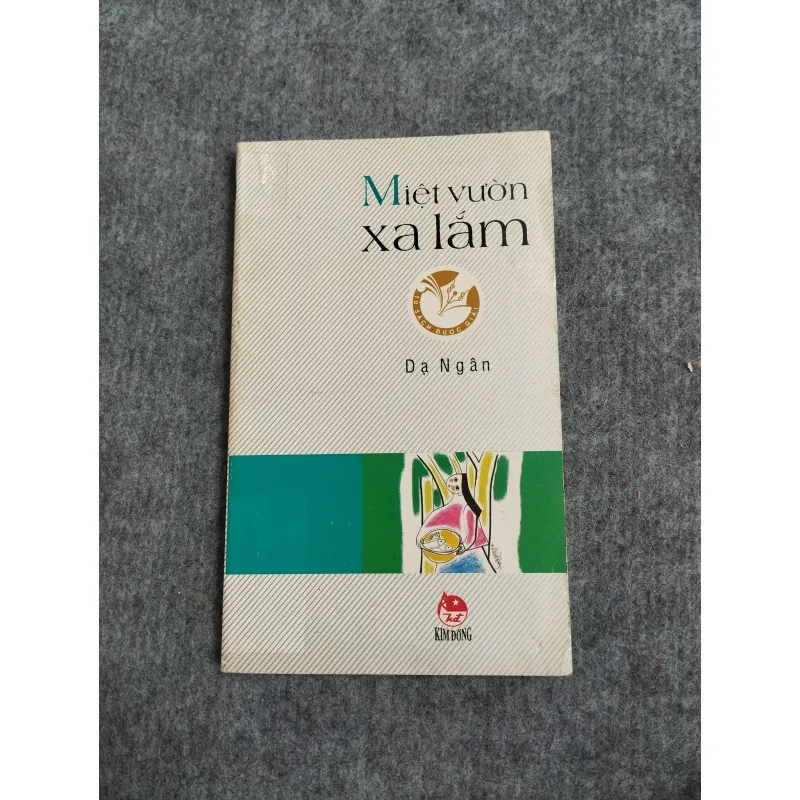 Miệt vườn
xa lắm
TỦ SÁCH ĐƯỢC GIẢI
Dạ Ngân
KIM ĐỒNG